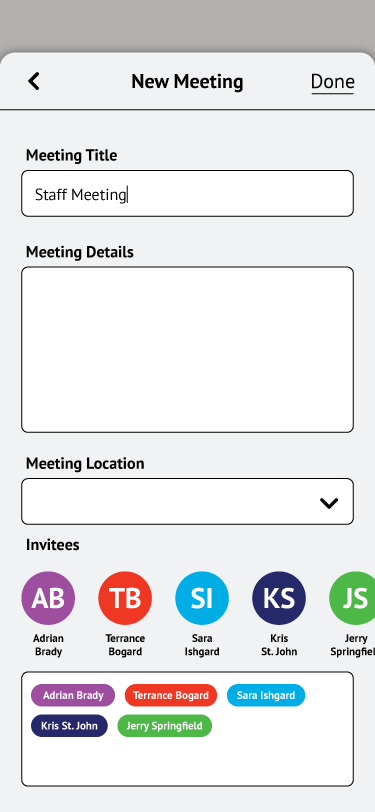 New Meeting Done
Meeting Title
Staff Meeting
Meeting Details
Meeting Location
Invitees
AB TB SI KS JS
Adrian Brady
Terrance Bogard
Sara Ishgard
Kris St. John
Jerry Springfiel
Adrian Brady Terrance Bogard Sara Ishgard
Kris St. John Jerry Springfield